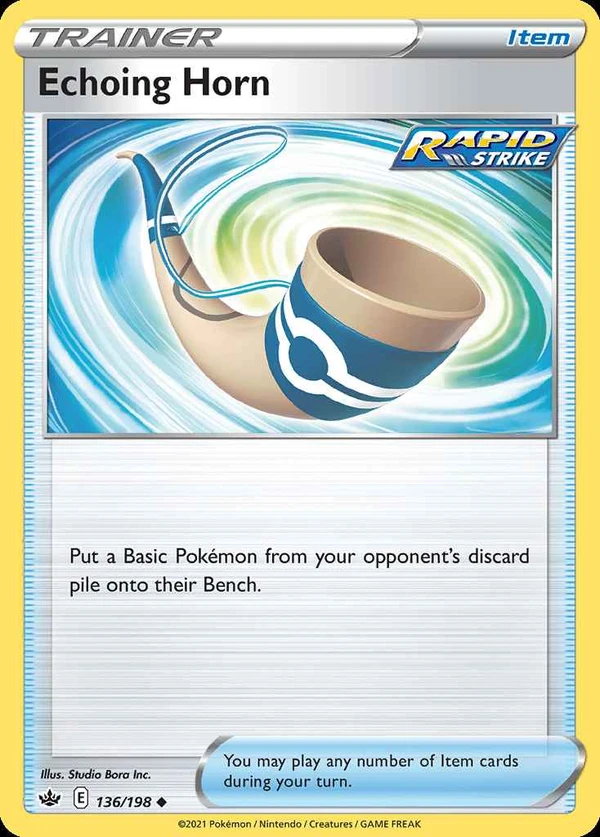 TRAINER Item
Echoing Horn
RAPID
STRIKE
Put a Basic Pokémon from your opponent's discard
pile onto their Bench.
Illus. Studio Bora Inc.
You may play any number of Item cards
during your turn.
E 136/198
©2021 Pokémon / Nintendo / Creatures / GAME FREAK